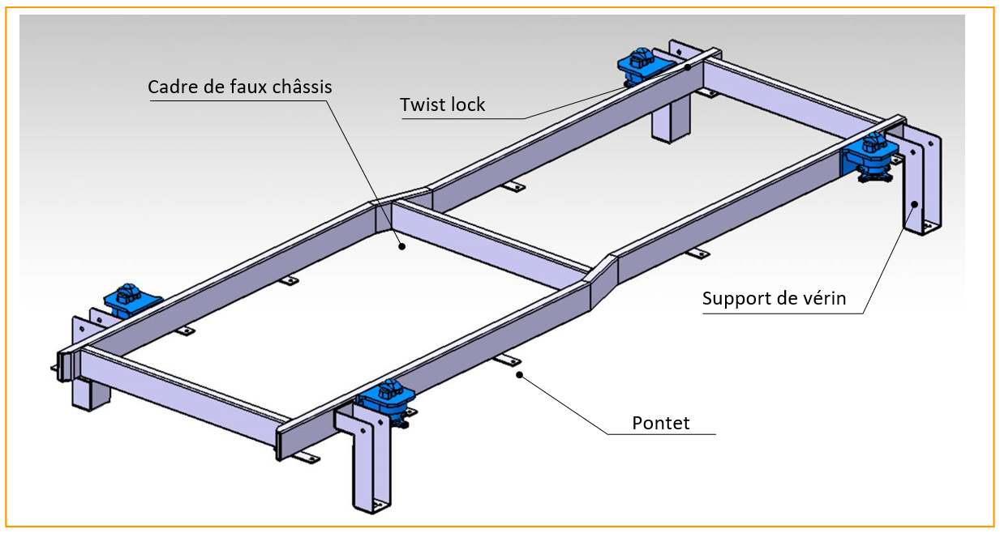 Cadre de faux châssis
Twist lock
Support de vérin
Pontet